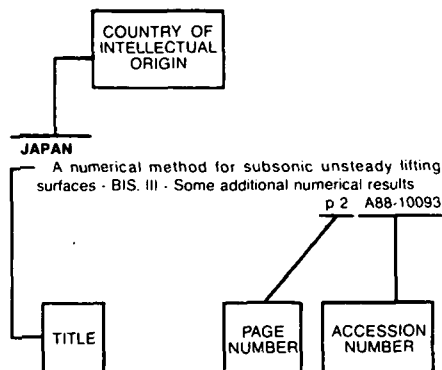 COUNTRY OF
INTELLECTUAL
ORIGIN
JAPAN
A numerical method for subsonic unsteady lifting
surfaces - BIS. III - Some additional numerical results
p 2 A88-10093
TITLE
PAGE
NUMBER
ACCESSION
NUMBER